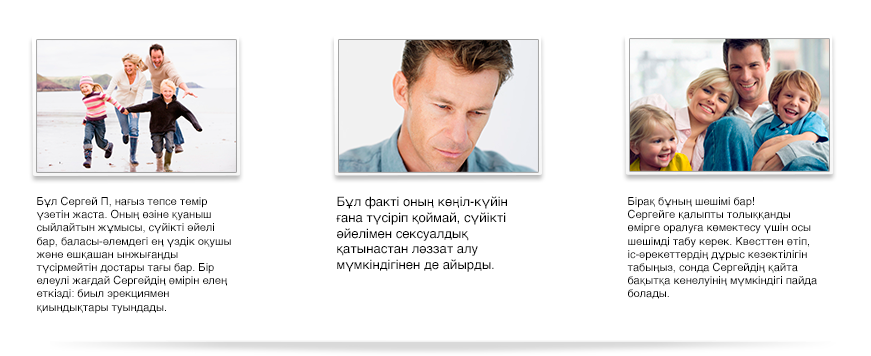 Бұл Сергей П, нағыз тепсе темір
үзетін жаста. Оның өзіне қуаныш
сыйлайтын жұмысы, сүйікті әйелі
бар, баласы-әлемдегі ең үздік оқушы
және ешқашан ынжығаңды
түсірмейтін достары тағы бар. Бір
елеулі жағдай Сергейдің өмірін елең
еткізді: биыл эрекциямен
қиындықтары туындады.
Бұл факті оның көңіл-күйін
ғана түсіріп қоймай, сүйікті
әйелімен сексуалдық
қатынастан ләззат алу
мүмкіндігінен де айырды.
Бірақ бұның шешімі бар!
Сергейге қалыпты толыққанды
өмірге оралуға көмектесу үшін осы
шешімді табу керек. Квесттен өтіп,
іс-әрекеттердің дұрыс кезектілігін
табыңыз, сонда Сергейдің қайта
бақытқа кенелуінің мүмкіндігі пайда
болады.